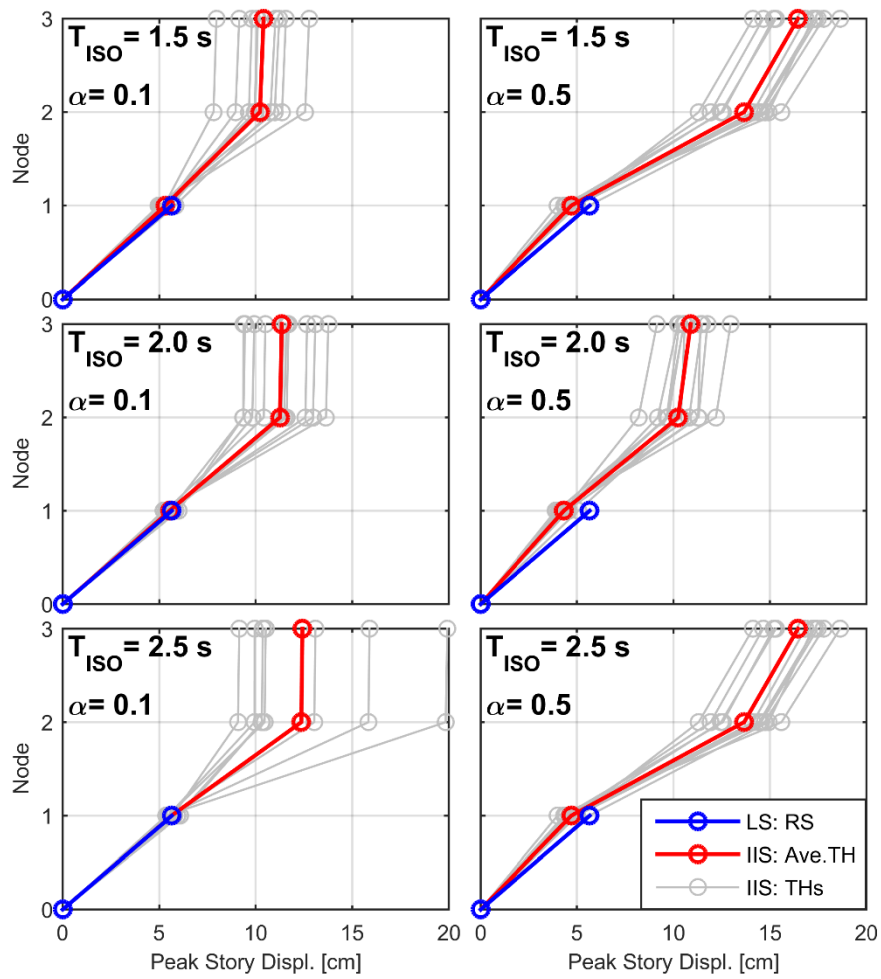 T_ISO = 1.5 s
α= 0.1
Node
3
2
1
0
T_ISO = 1.5 s
α= 0.5
T_ISO = 2.0 s
α= 0.1
Node
3
2
1
0
T_ISO = 2.0 s
α= 0.5
T_ISO = 2.5 s
α= 0.1
Node
3
2
1
0
0 5 10 15 20
Peak Story Displ. [cm]
T_ISO = 2.5 s
α= 0.5
LS: RS
IIS: Ave.TH
IIS: THs
0 5 10 15 20
Peak Story Displ. [cm]